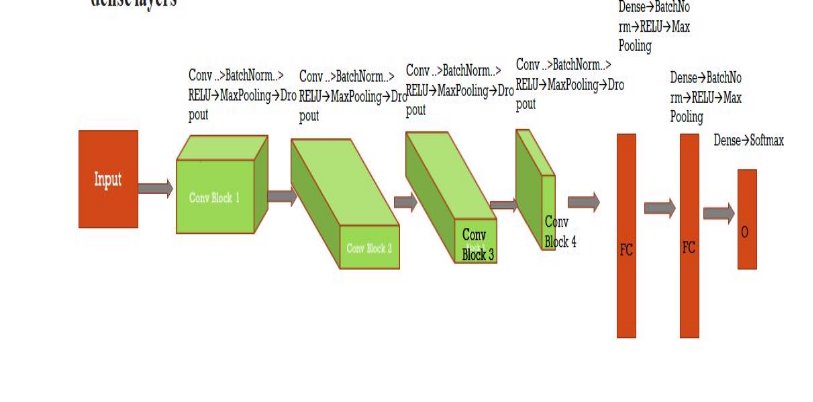 dense layers
Dense→BatchNo
rm→RELU→Max
Pooling
Conv ..>BatchNorm..>
RELU→MaxPooling→Dro
pout
Conv ..>BatchNorm..>
RELU→MaxPooling→Dro
pout
Conv ..>BatchNorm..>
RELU→MaxPooling→Dro
pout
Conv ..>BatchNorm..>
RELU→MaxPooling→Dro
pout
Dense→BatchNo
rm→RELU→Max
Pooling
Dense→Softmax
Input
Conv Block 1
Conv Block 2
Conv
Block 3
Conv
Block 4
FC
FC
O